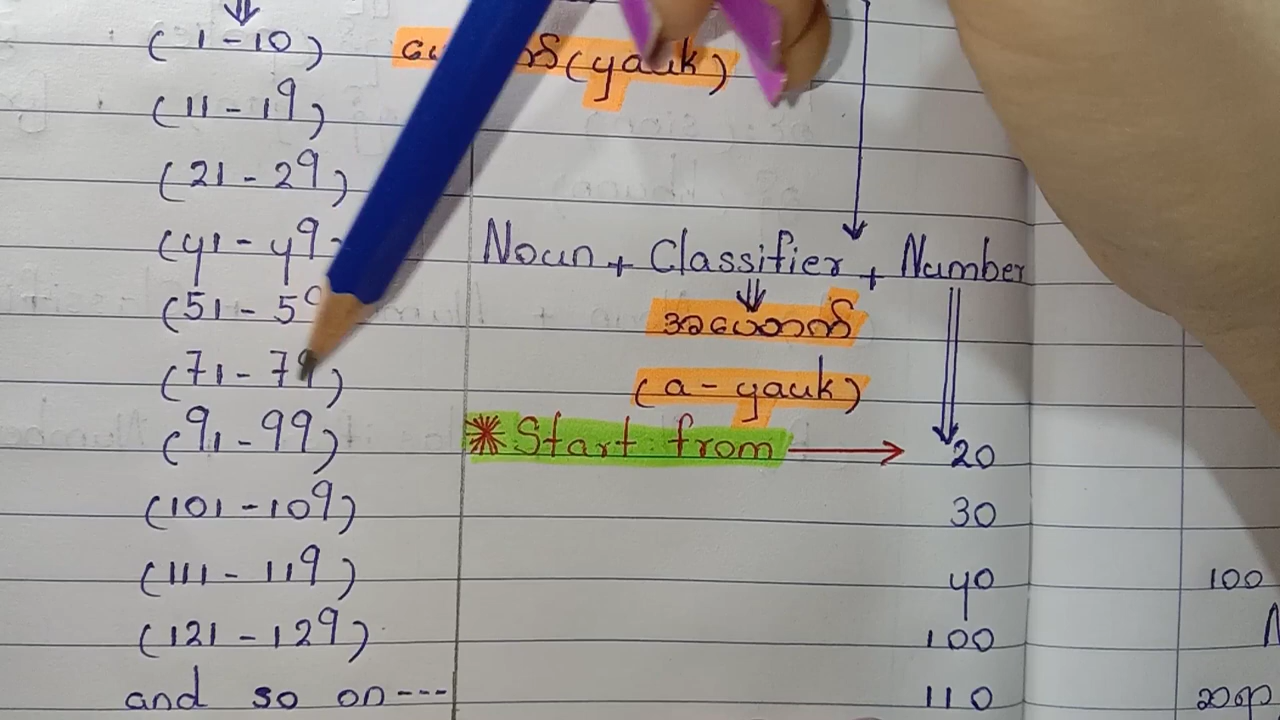 (1-10)
(yauk)
(11-19)
(21-29)
(41-49
(51-59
(71-79)
(91-99)
(101-109)
(111-119)
(121-129)
and so on---
Noun + Classifier + Number
အယောက်
(a-yauk)
* Start from → 20
30
40
100
110
100